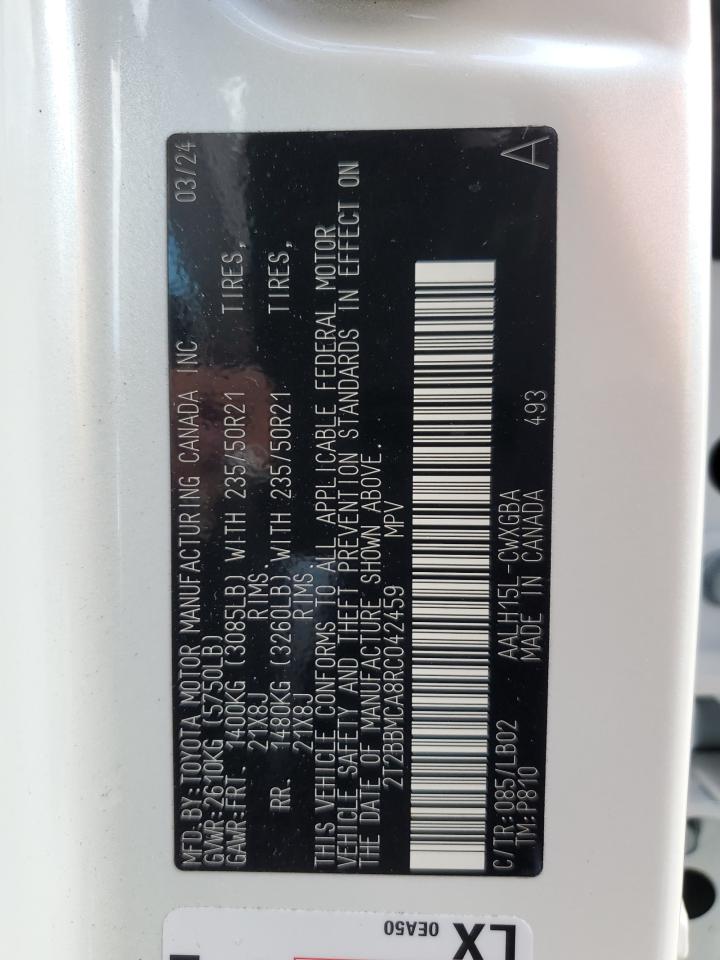 MFD.BY:TOYOTA MOTOR MANUFACTURING CANADA INC 03/24
GVWR:2610KG (5750LB)
GAWR:FRT. 1400KG (3085LB) WITH 235/50R21 TIRES,
21X8J RIMS
RR. 1480KG (3260LB) WITH 235/50R21 TIRES,
21X8J RIMS.
THIS VEHICLE CONFORMS TO ALL APPLICABLE FEDERAL MOTOR
VEHICLE SAFETY AND THEFT PREVENTION STANDARDS IN EFFECT ON
THE DATE OF MANUFACTURE SHOWN ABOVE.
2T2BBMCA8RC042459 MPV
C/TR:085/LB02 AALH15L-CWXGBA 493 A
TM:P810 MADE IN CANADA
0EA50
LX